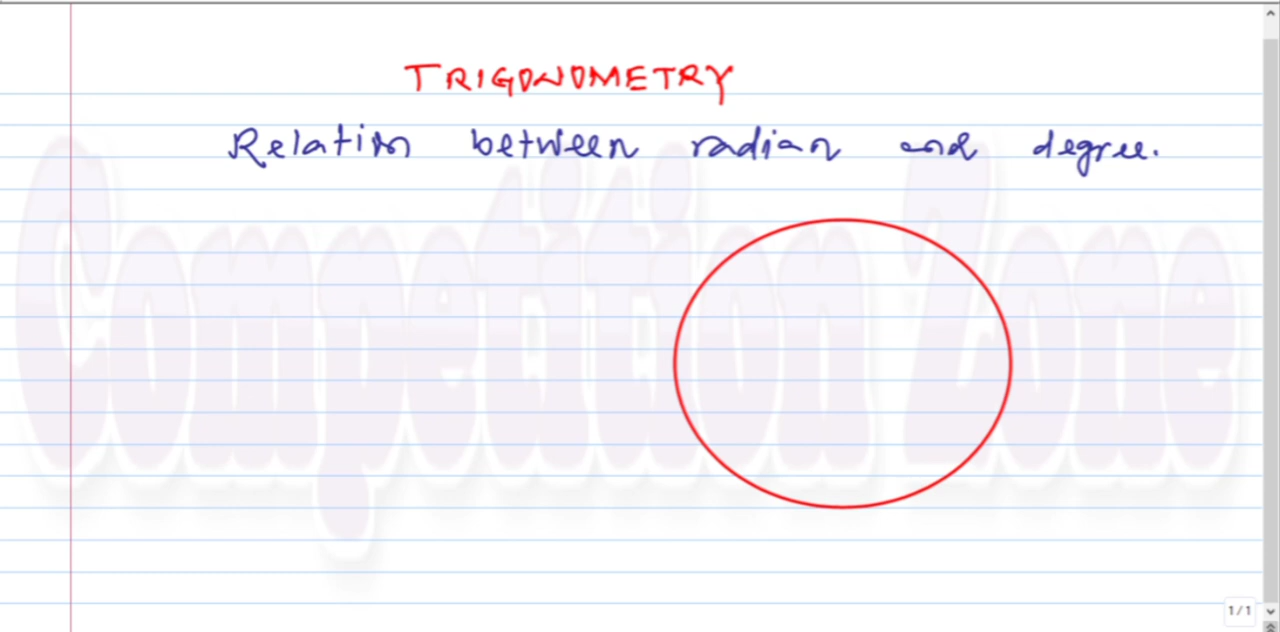 TRIGONOMETRY
Relation between radian and degree.
Competition Zone
1/1